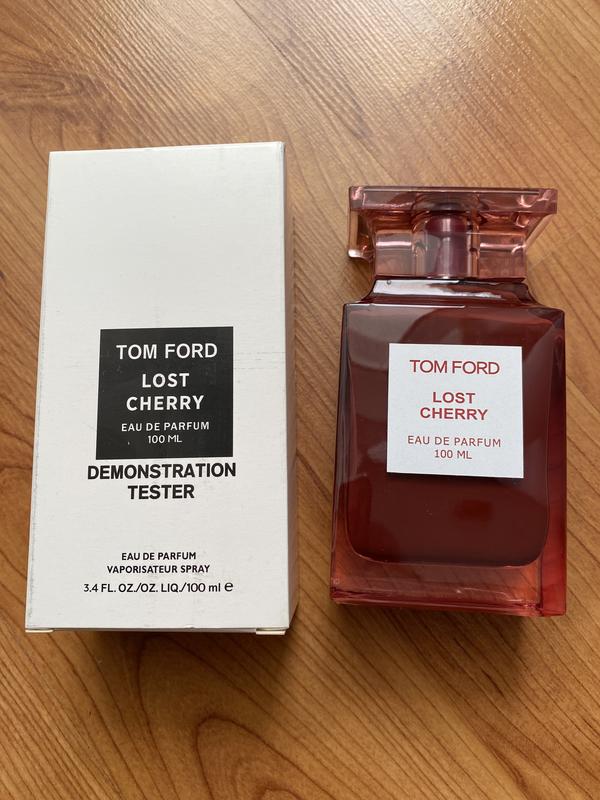 TOM FORD
LOST
CHERRY
EAU DE PARFUM
100 ML
DEMONSTRATION
TESTER
EAU DE PARFUM
VAPORISATEUR SPRAY
3.4 FL. OZ./OZ. LIQ./100 ml e
TOM FORD
LOST
CHERRY
EAU DE PARFUM
100 ML